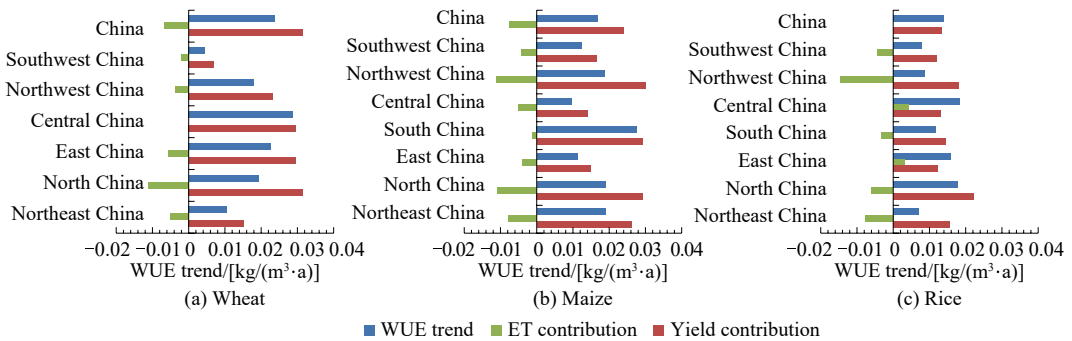 China
Southwest China
Northwest China
Central China
East China
North China
Northeast China
−0.02 −0.01 0 0.01 0.02 0.03 0.04
WUE trend/[kg/(m³·a)]
(a) Wheat
China
Southwest China
Northwest China
Central China
South China
East China
North China
Northeast China
−0.02 −0.01 0 0.01 0.02 0.03 0.04
WUE trend/[kg/(m³·a)]
(b) Maize
China
Southwest China
Northwest China
Central China
South China
East China
North China
Northeast China
−0.02 −0.01 0 0.01 0.02 0.03 0.04
WUE trend/[kg/(m³·a)]
(c) Rice
WUE trend ET contribution Yield contribution